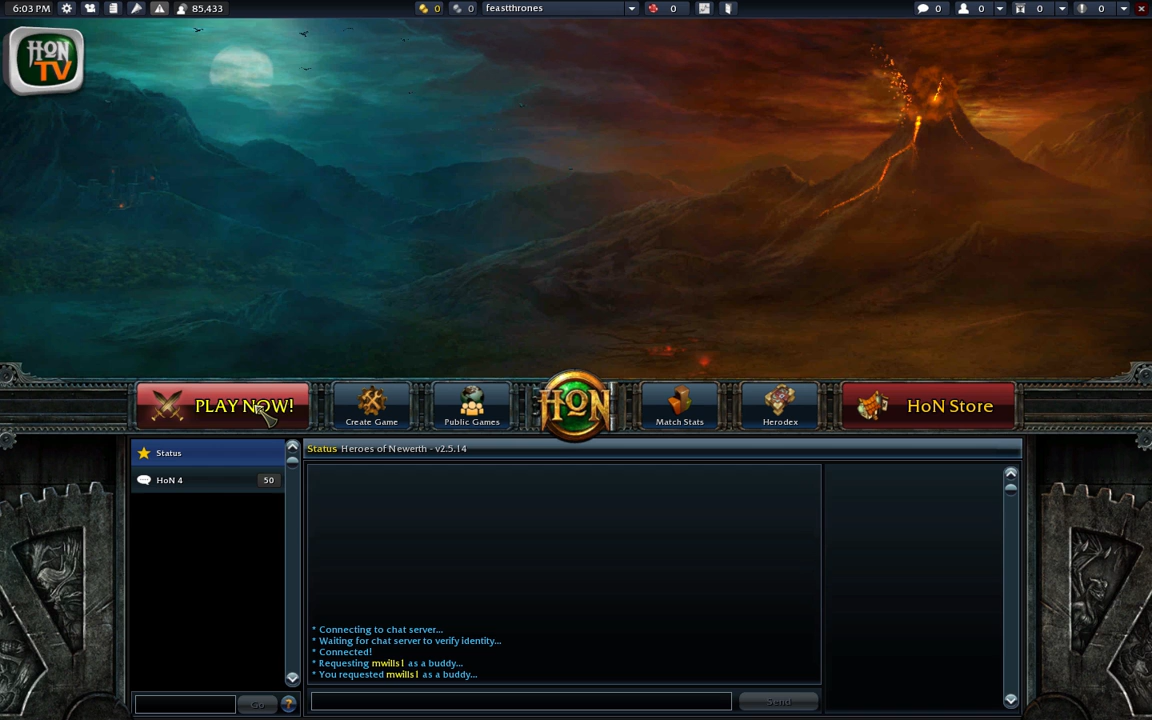 6:03 PM 85,433 0 0 feastthrones 0 0 0 0 0
HON
TV
PLAY NOW!
Create Game
Public Games
HON
Match Stats
Herodex
HoN Store
Status
HoN 4 50
Status Heroes of Newerth - v2.5.14
* Connecting to chat server...
* Waiting for chat server to verify identity...
* Connected!
* Requesting mwills1 as a buddy...
* You requested mwills1 as a buddy...
Go ?
Send